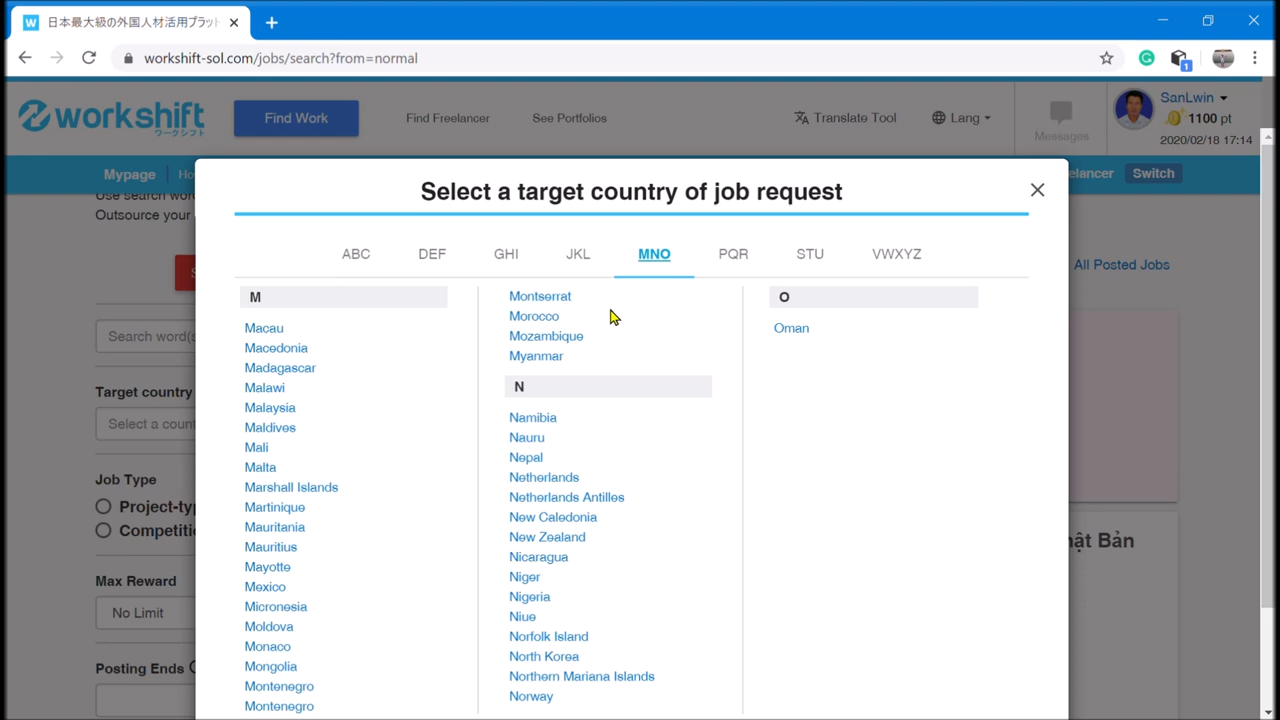 日本最大級の外国人材活用プラット
workshift-sol.com/jobs/search?from=normal
1
workshift
ワークシフト
Find Work
Find Freelancer
See Portfolios
Translate Tool
Lang
Messages
SanLwin
1100 pt
2020/02/18 17:14
Mypage
Switch
Outsource your
All Posted Jobs
Search word(s
Target country
Select a count
Job Type
Project-typ
Competitio
Max Reward
No Limit
Posting Ends
Select a target country of job request
ABC
DEF
GHI
JKL
MNO
PQR
STU
VWXYZ
M
Macau
Macedonia
Madagascar
Malawi
Malaysia
Maldives
Mali
Malta
Marshall Islands
Martinique
Mauritania
Mauritius
Mayotte
Mexico
Micronesia
Moldova
Monaco
Mongolia
Montenegro
Montenegro
Montserrat
Morocco
Mozambique
Myanmar
N
Namibia
Nauru
Nepal
Netherlands
Netherlands Antilles
New Caledonia
New Zealand
Nicaragua
Niger
Nigeria
Niue
Norfolk Island
North Korea
Northern Mariana Islands
Norway
O
Oman
Bản